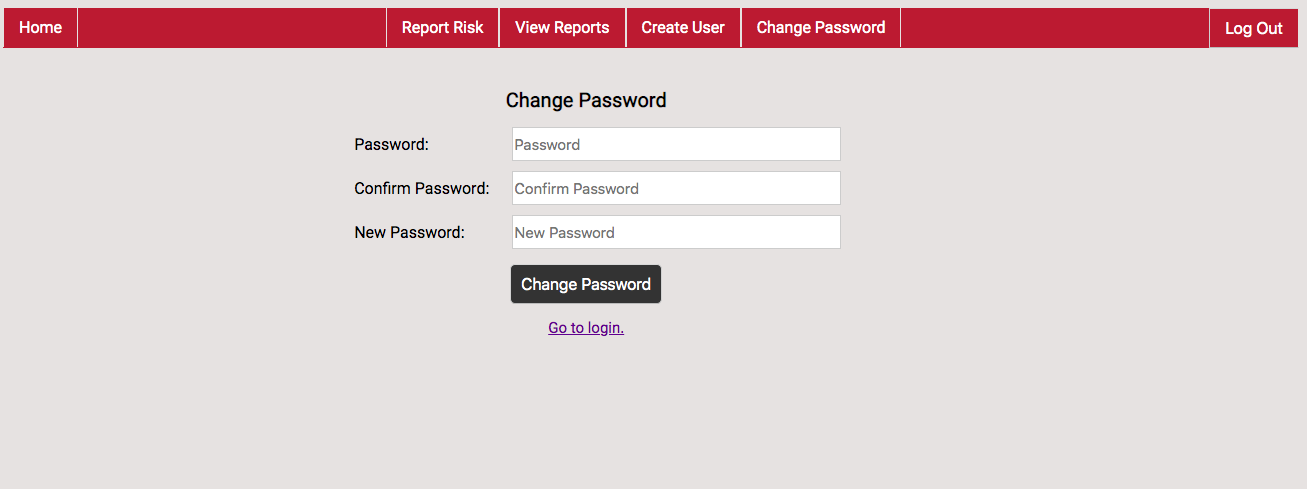 Home Report Risk View Reports Create User Change Password Log Out
Change Password
Password: Password
Confirm Password: Confirm Password
New Password: New Password
Change Password
Go to login.